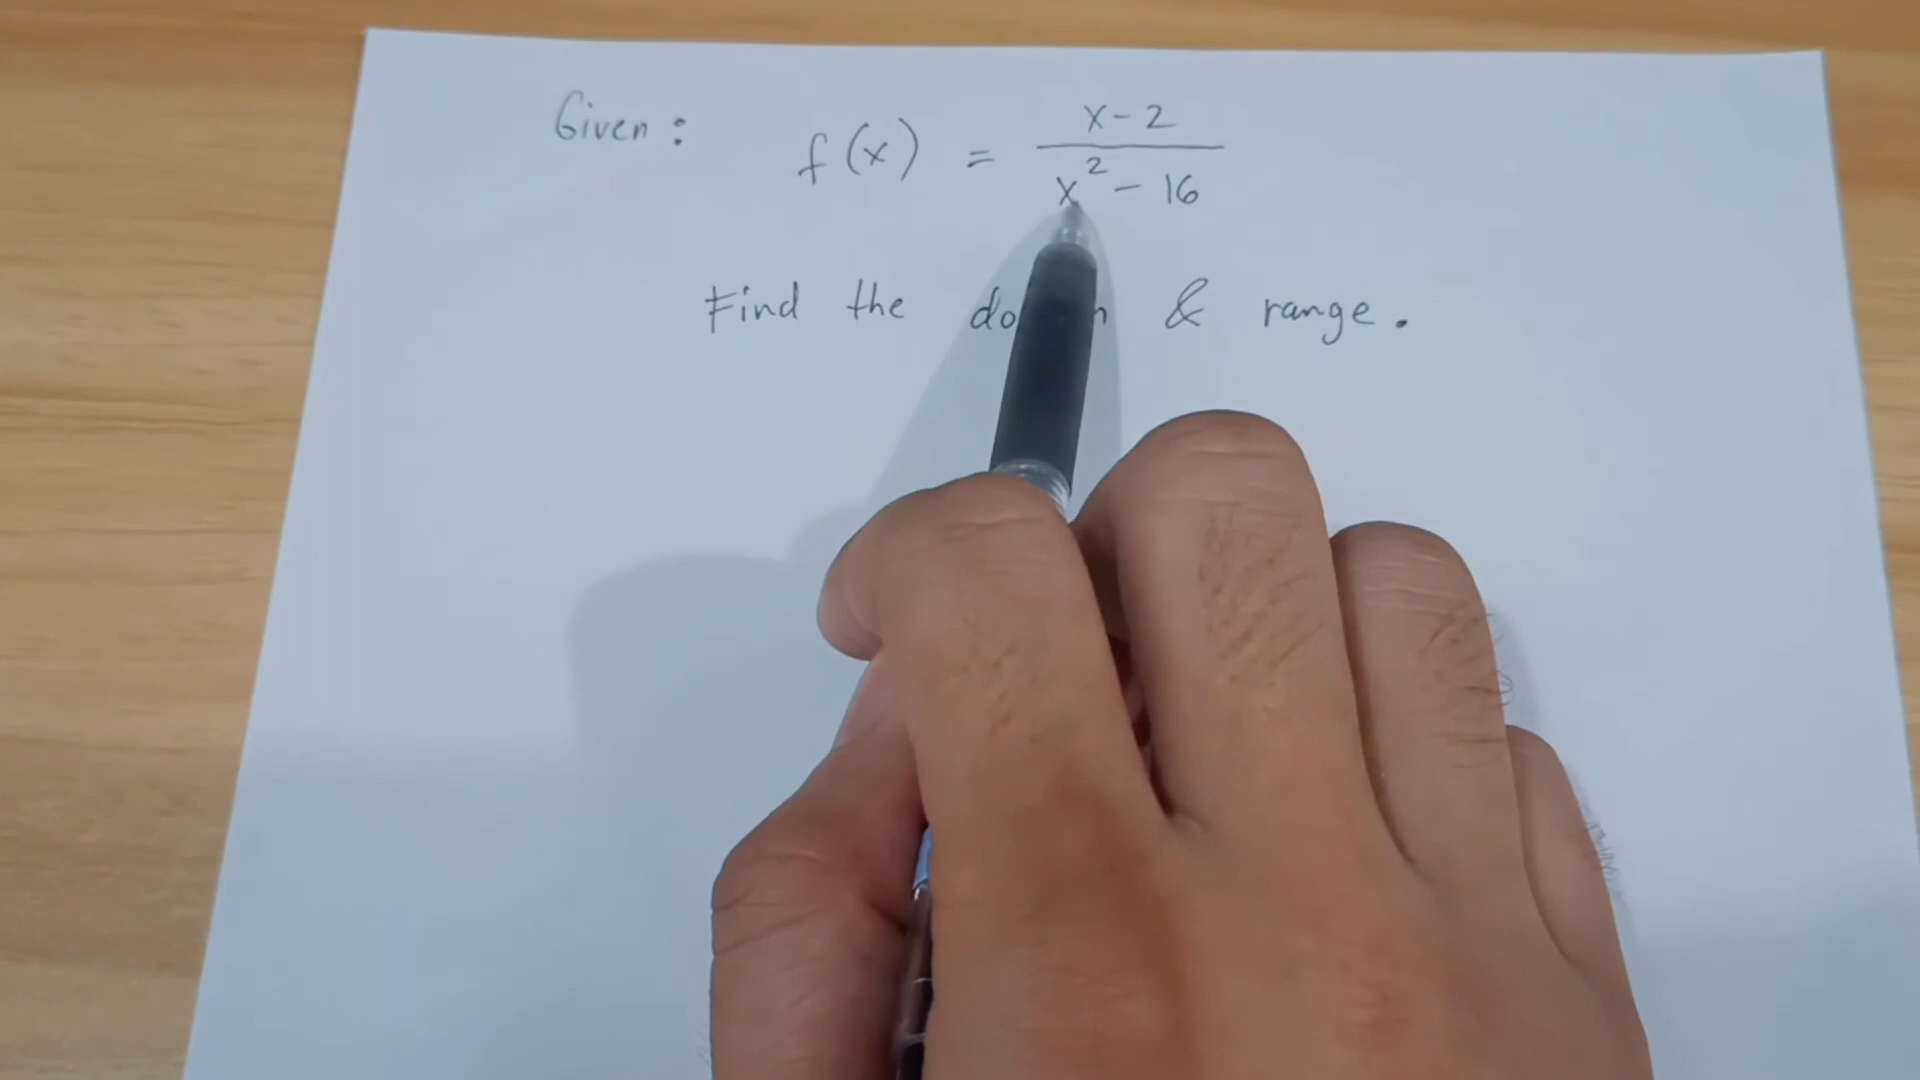 Given : f(x) = x-2 / x² - 16
Find the & range.